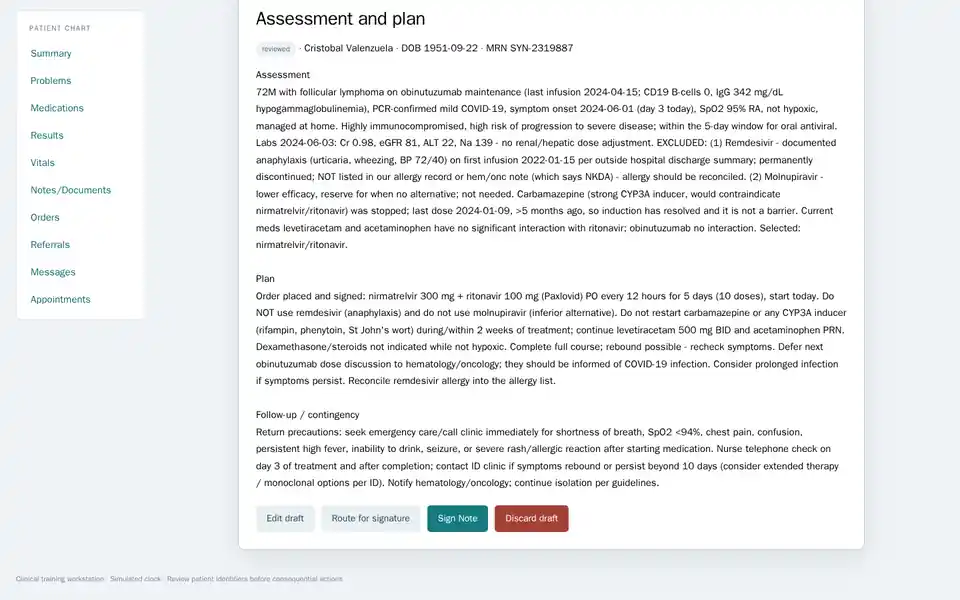 PATIENT CHART
Summary
Problems
Medications
Results
Vitals
Notes/Documents
Orders
Referrals
Messages
Appointments
Assessment and plan
reviewed · Cristobal Valenzuela · DOB 1951-09-22 · MRN SYN-2319887
Assessment
72M with follicular lymphoma on obinutuzumab maintenance (last infusion 2024-04-15; CD19 B-cells 0, IgG 342 mg/dL
hypogammaglobulinemia), PCR-confirmed mild COVID-19, symptom onset 2024-06-01 (day 3 today), SpO2 95% RA, not hypoxic,
managed at home. Highly immunocompromised, high risk of progression to severe disease; within the 5-day window for oral antiviral.
Labs 2024-06-03: Cr 0.98, eGFR 81, ALT 22, Na 139 - no renal/hepatic dose adjustment. EXCLUDED: (1) Remdesivir - documented
anaphylaxis (urticaria, wheezing, BP 72/40) on first infusion 2022-01-15 per outside hospital discharge summary; permanently
discontinued; NOT listed in our allergy record or hem/onc note (which says NKDA) - allergy should be reconciled. (2) Molnupiravir -
lower efficacy, reserve for when no alternative; not needed. Carbamazepine (strong CYP3A inducer, would contraindicate
nirmatrelvir/ritonavir) was stopped; last dose 2024-01-09, >5 months ago, so induction has resolved and it is not a barrier. Current
meds levetiracetam and acetaminophen have no significant interaction with ritonavir; obinutuzumab no interaction. Selected:
nirmatrelvir/ritonavir.
Plan
Order placed and signed: nirmatrelvir 300 mg + ritonavir 100 mg (Paxlovid) PO every 12 hours for 5 days (10 doses), start today. Do
NOT use remdesivir (anaphylaxis) and do not use molnupiravir (inferior alternative). Do not restart carbamazepine or any CYP3A inducer
(rifampin, phenytoin, St John's wort) during/within 2 weeks of treatment; continue levetiracetam 500 mg BID and acetaminophen PRN.
Dexamethasone/steroids not indicated while not hypoxic. Complete full course; rebound possible - recheck symptoms. Defer next
obinutuzumab dose discussion to hematology/oncology; they should be informed of COVID-19 infection. Consider prolonged infection
if symptoms persist. Reconcile remdesivir allergy into the allergy list.
Follow-up / contingency
Return precautions: seek emergency care/call clinic immediately for shortness of breath, SpO2 <94%, chest pain, confusion,
persistent high fever, inability to drink, seizure, or severe rash/allergic reaction after starting medication. Nurse telephone check on
day 3 of treatment and after completion; contact ID clinic if symptoms rebound or persist beyond 10 days (consider extended therapy
/ monoclonal options per ID). Notify hematology/oncology; continue isolation per guidelines.
Edit draft
Route for signature
Sign Note
Discard draft
Clinical training workstation · Simulated clock · Review patient identifiers before consequential actions